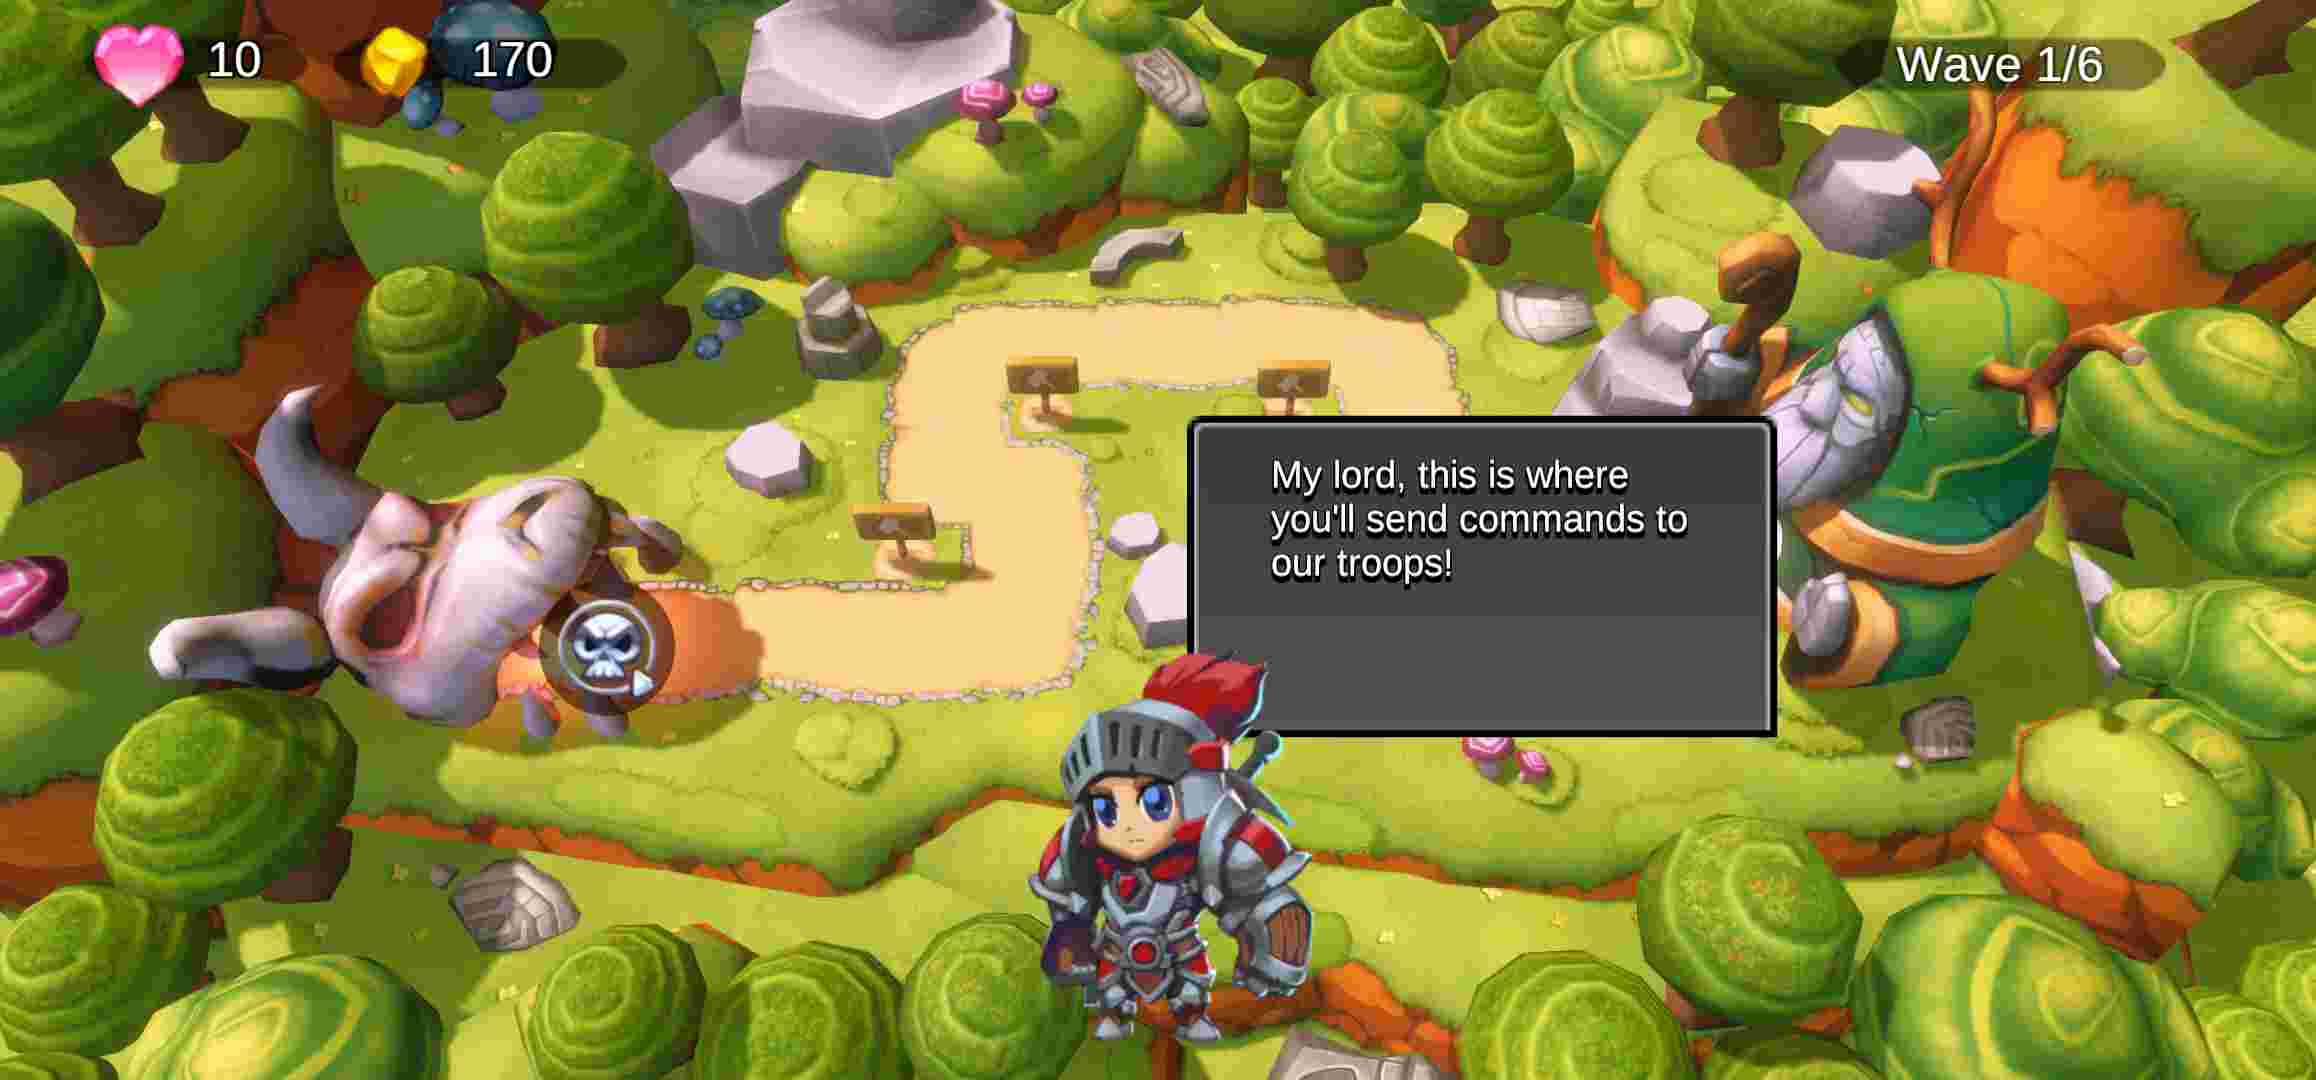 10
170
Wave 1/6
My lord, this is where
you'll send commands to
our troops!